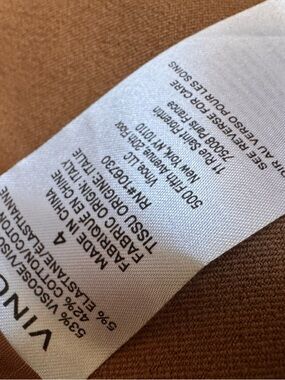 VINC
53% VISCOSE/VISC
42% COTTON/COTON
5% ELASTANE/ELASTHANNE
4
MADE IN CHINA
FABRIQUE EN CHINE
FABRIC ORIGIN: ITALY
TISSU ORIGINE: ITALIE
RN#106730
Vince, LLC
500 Fifth Avenue 20th Floor
New York, NY 10110
11 Rue Saint Florentin
75008 Paris France
SEE REVERSE FOR CARE
VOIR AU VERSO POUR LES SOINS